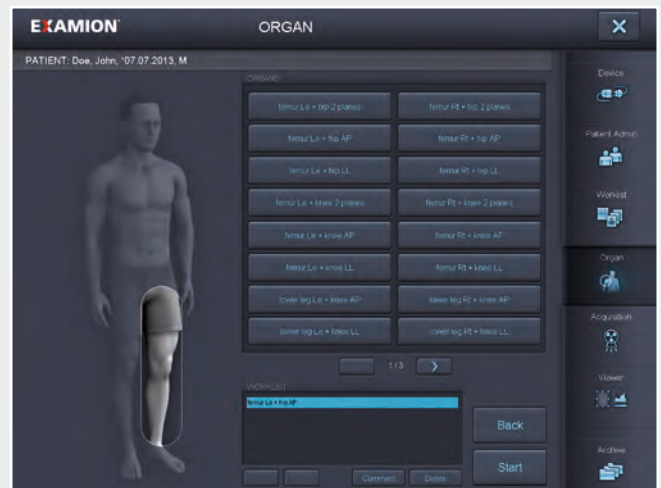 EXAMION ORGAN
PATIENT: Doe, John, *07.07.2013, M
ORGANS
femur Le + hip 2 planes femur Rt + hip 2 planes
femur Le + hip AP femur Rt + hip AP
femur Le + hip LL femur Rt + hip LL
femur Le + knee 2 planes femur Rt + knee 2 planes
femur Le + knee AP femur Rt + knee AP
femur Le + knee LL femur Rt + knee LL
lower leg Le + knee AP lower leg Rt + knee AP
lower leg Le + knee LL lower leg Rt + knee LL
1/3
WORKLIST
femur Le + hip AP
Back
Start
Comment Delete
Device
Patient Admin
Worklist
Organ
Acquisition
Viewer
Archive